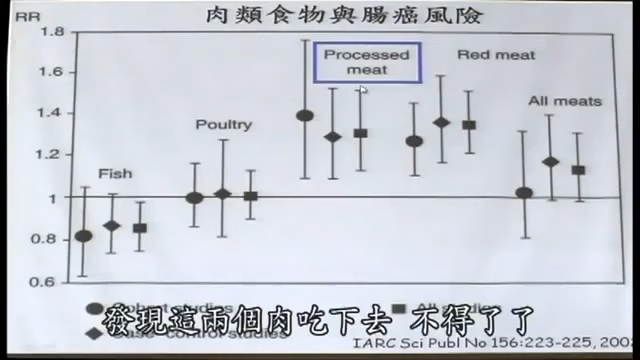 RR
肉類食物與腸癌風險
1.8
Processed
meat
Red meat
1.6
1.4
All meats
Poultry
1.2
Fish
1
0.8
0.6
Cohort studies
All studies
Case-control studies
發現這兩個肉吃下去 不得了了
IARC Sci Publ No 156:223-225,